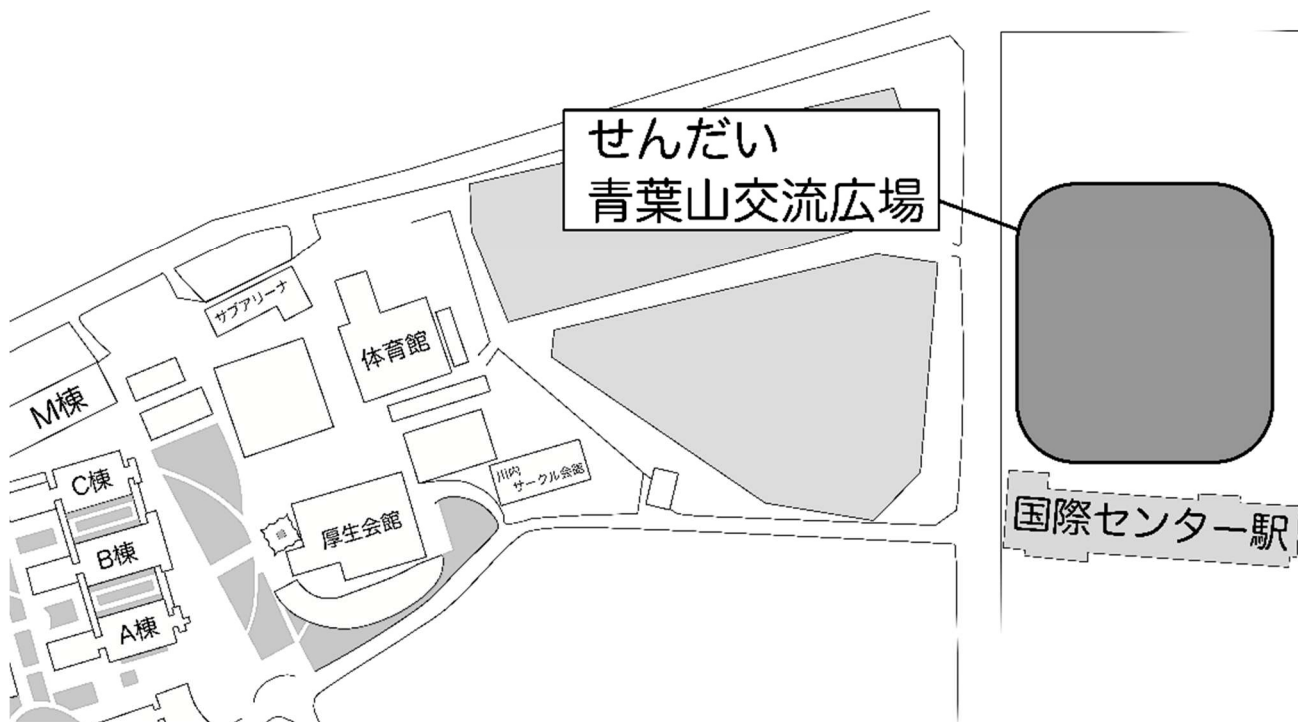 せんだい
青葉山交流広場
サブアリーナ
体育館
M棟
C棟
川内
サークル会館
国際センター駅
厚生会館
B棟
A棟